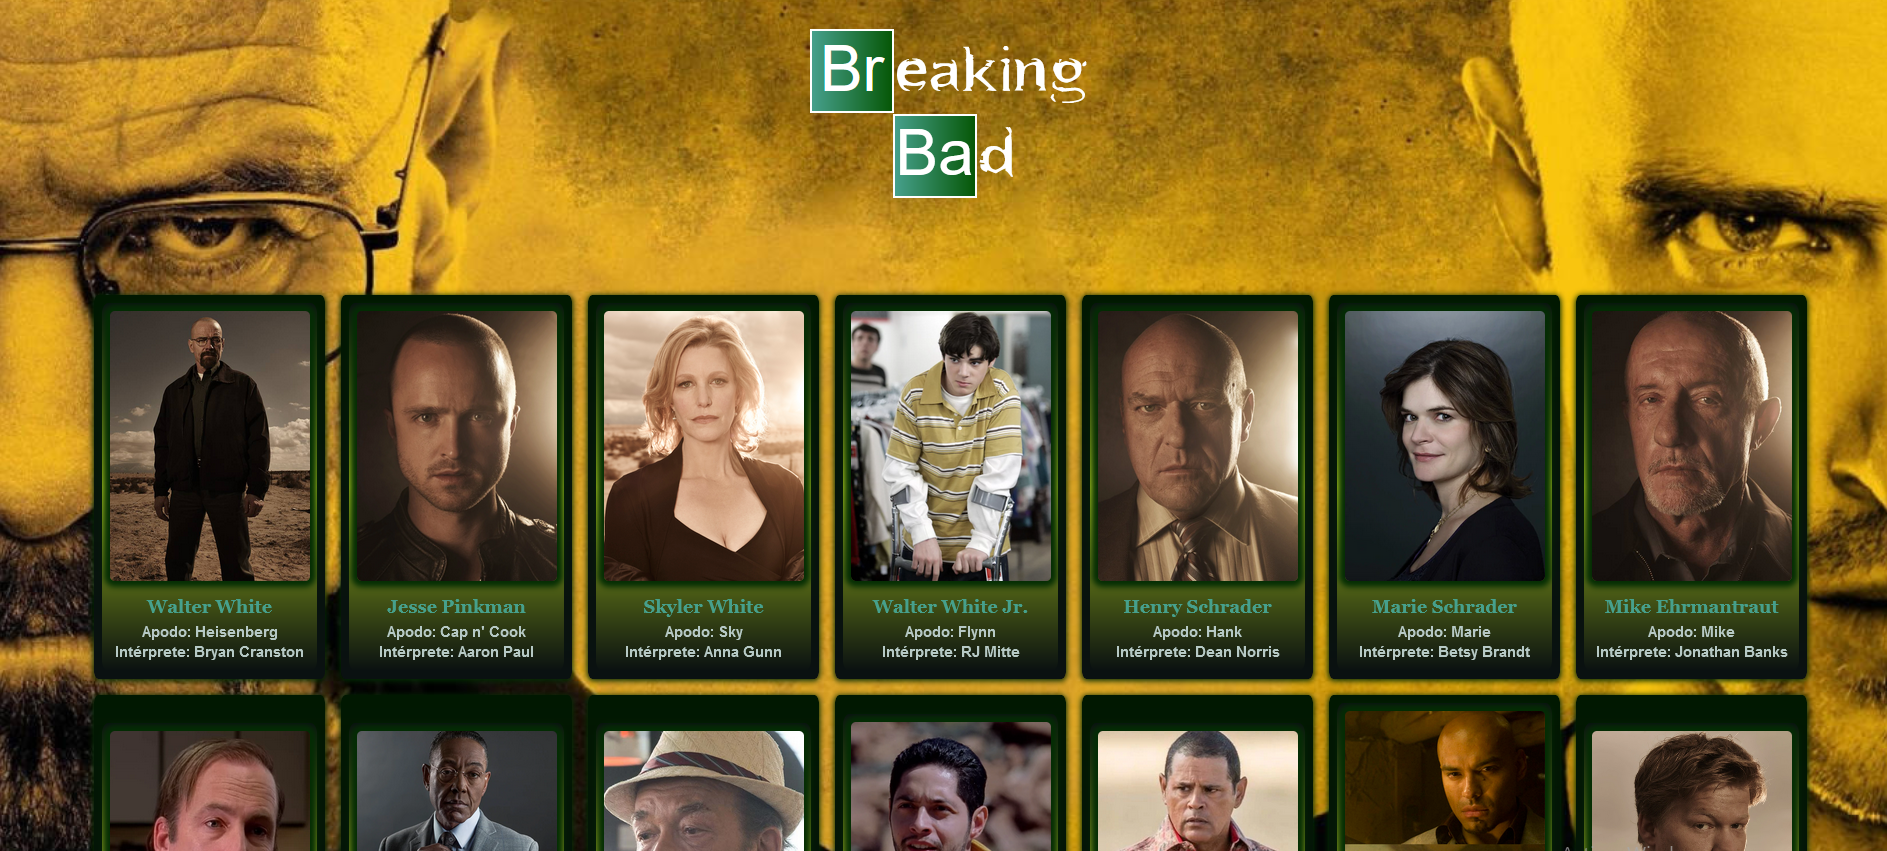 Breaking
Bad
Walter White
Apodo: Heisenberg
Intérprete: Bryan Cranston
Jesse Pinkman
Apodo: Cap n' Cook
Intérprete: Aaron Paul
Skyler White
Apodo: Sky
Intérprete: Anna Gunn
Walter White Jr.
Apodo: Flynn
Intérprete: RJ Mitte
Henry Schrader
Apodo: Hank
Intérprete: Dean Norris
Marie Schrader
Apodo: Marie
Intérprete: Betsy Brandt
Mike Ehrmantraut
Apodo: Mike
Intérprete: Jonathan Banks